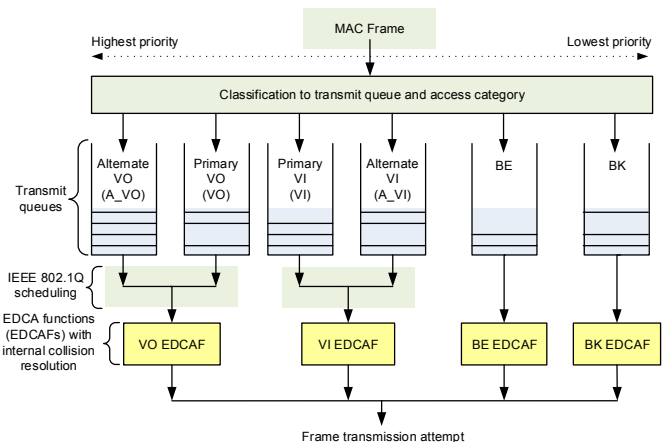 MAC Frame
Highest priority
Lowest priority
Classification to transmit queue and access category
Transmit
queues
Alternate
VO
(A_VO)
Primary
VO
(VO)
Primary
VI
(VI)
Alternate
VI
(A_VI)
BE
BK
IEEE 802.1Q
scheduling
EDCA functions
(EDCAFs) with
internal collision
resolution
VO EDCAF
VI EDCAF
BE EDCAF
BK EDCAF
Frame transmission attempt